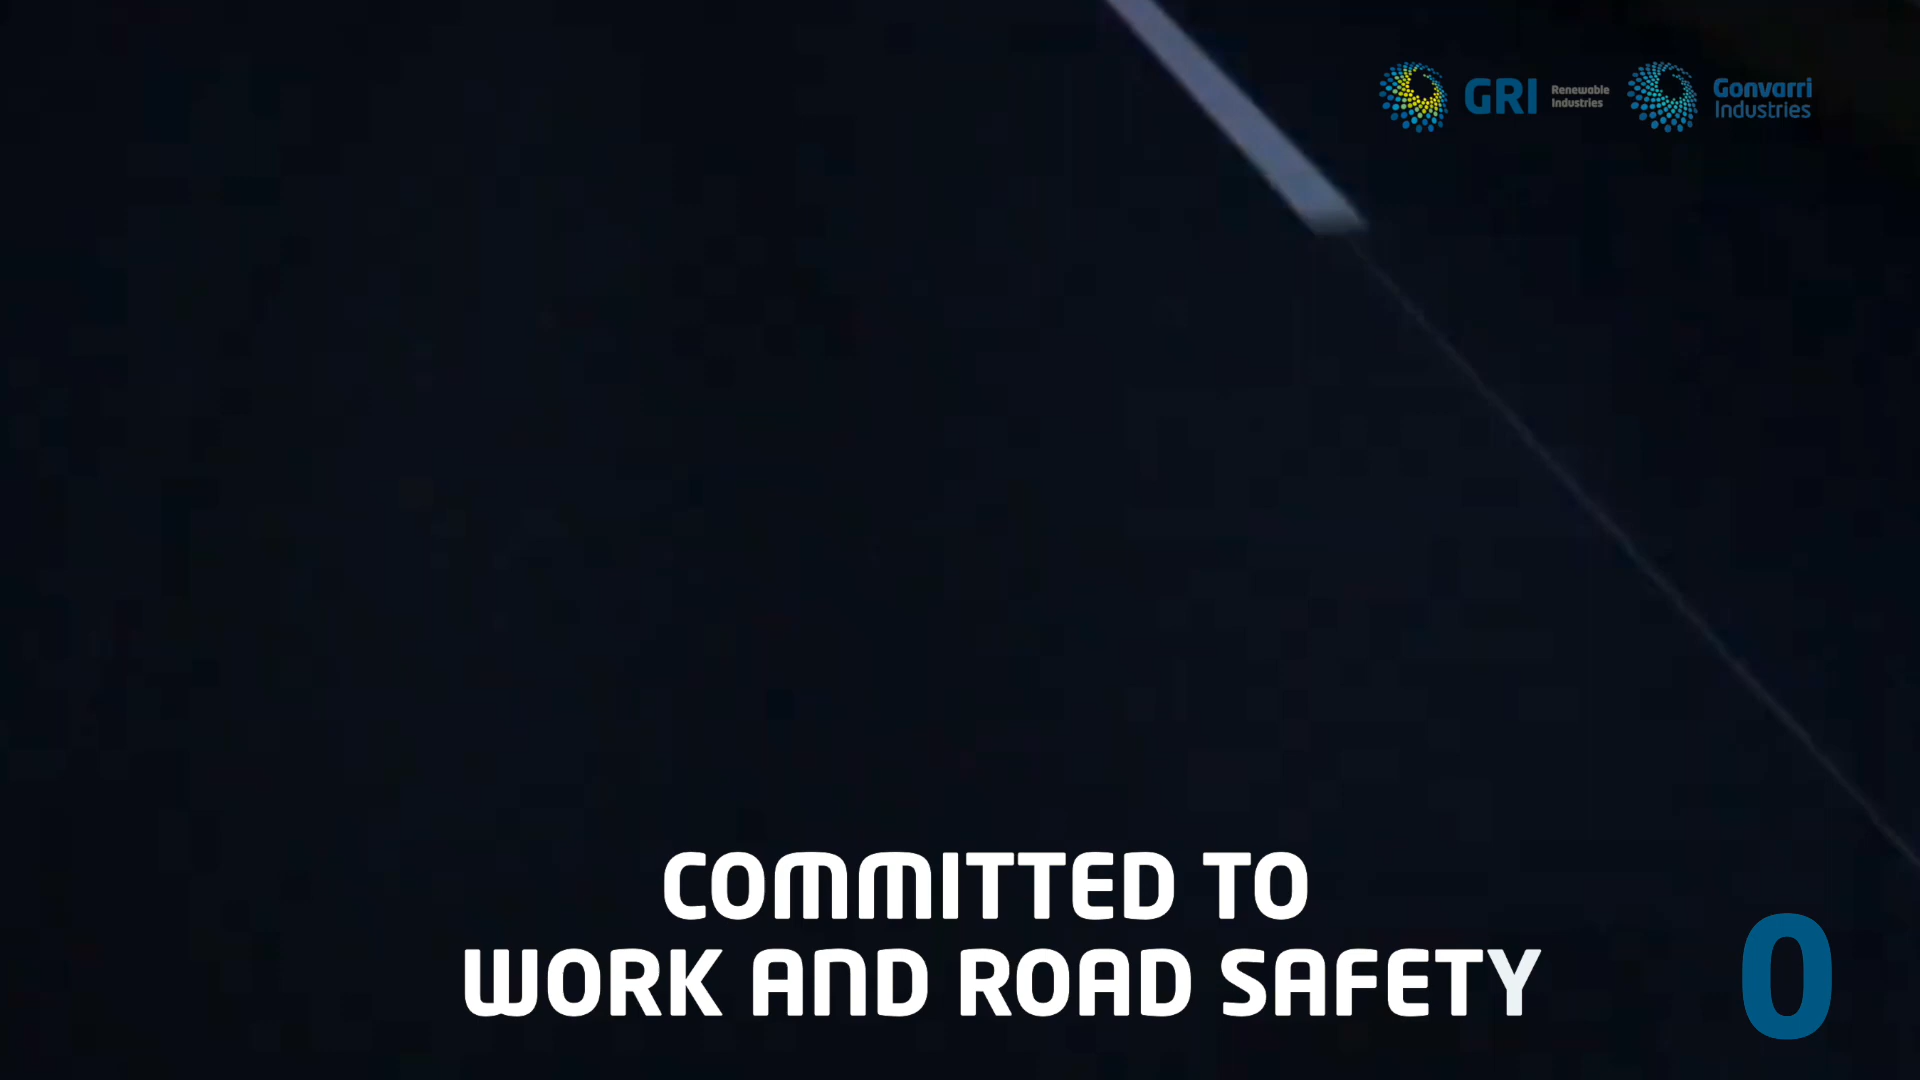 GRI Renewable
Industries
Gonvarri
Industries
COMMITTED TO
WORK AND ROAD SAFETY
0